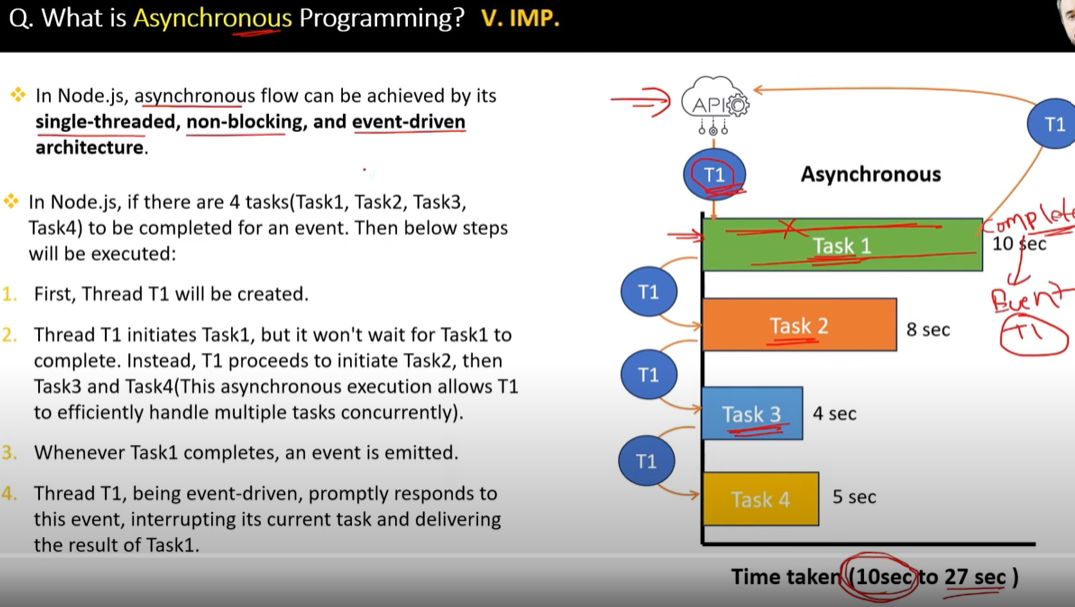 Q. What is Asynchronous Programming? V. IMP.
In Node.js, asynchronous flow can be achieved by its
single-threaded, non-blocking, and event-driven
architecture.
In Node.js, if there are 4 tasks(Task1, Task2, Task3,
Task4) to be completed for an event. Then below steps
will be executed:
1. First, Thread T1 will be created.
2. Thread T1 initiates Task1, but it won't wait for Task1 to
complete. Instead, T1 proceeds to initiate Task2, then
Task3 and Task4(This asynchronous execution allows T1
to efficiently handle multiple tasks concurrently).
3. Whenever Task1 completes, an event is emitted.
4. Thread T1, being event-driven, promptly responds to
this event, interrupting its current task and delivering
the result of Task1.
API
T1
T1
Asynchronous
Complete
Task 1
10 sec
Event
T1
T1
Task 2
8 sec
T1
Task 3
4 sec
T1
Task 4
5 sec
Time taken (10sec to 27 sec )